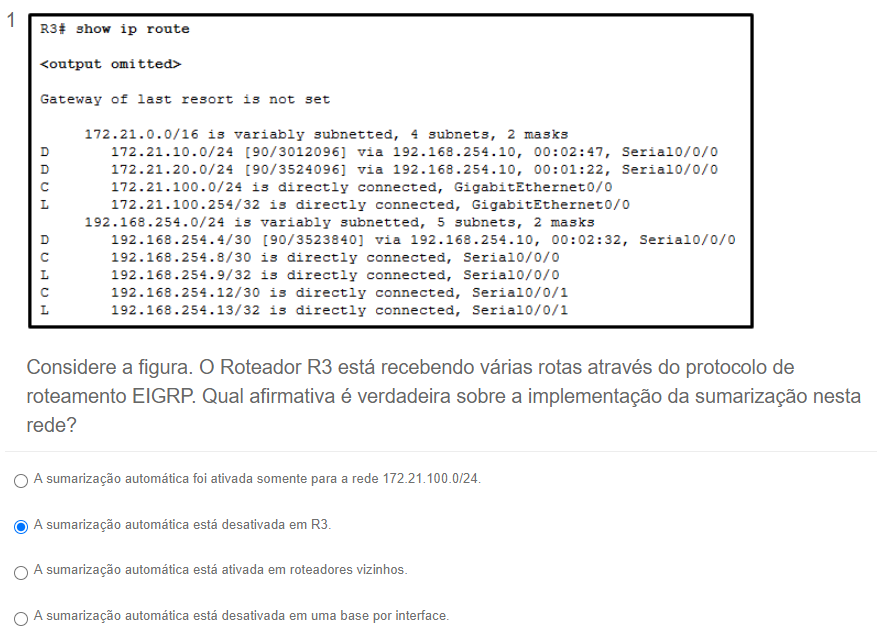 1
R3# show ip route
<output omitted>
Gateway of last resort is not set
172.21.0.0/16 is variably subnetted, 4 subnets, 2 masks
D 172.21.10.0/24 [90/3012096] via 192.168.254.10, 00:02:47, Serial0/0/0
D 172.21.20.0/24 [90/3524096] via 192.168.254.10, 00:01:22, Serial0/0/0
C 172.21.100.0/24 is directly connected, GigabitEthernet0/0
L 172.21.100.254/32 is directly connected, GigabitEthernet0/0
192.168.254.0/24 is variably subnetted, 5 subnets, 2 masks
D 192.168.254.4/30 [90/3523840] via 192.168.254.10, 00:02:32, Serial0/0/0
C 192.168.254.8/30 is directly connected, Serial0/0/0
L 192.168.254.9/32 is directly connected, Serial0/0/0
C 192.168.254.12/30 is directly connected, Serial0/0/1
L 192.168.254.13/32 is directly connected, Serial0/0/1
Considere a figura. O Roteador R3 está recebendo várias rotas através do protocolo de
roteamento EIGRP. Qual afirmativa é verdadeira sobre a implementação da sumarização nesta
rede?
A sumarização automática foi ativada somente para a rede 172.21.100.0/24.
A sumarização automática está desativada em R3.
A sumarização automática está ativada em roteadores vizinhos.
A sumarização automática está desativada em uma base por interface.